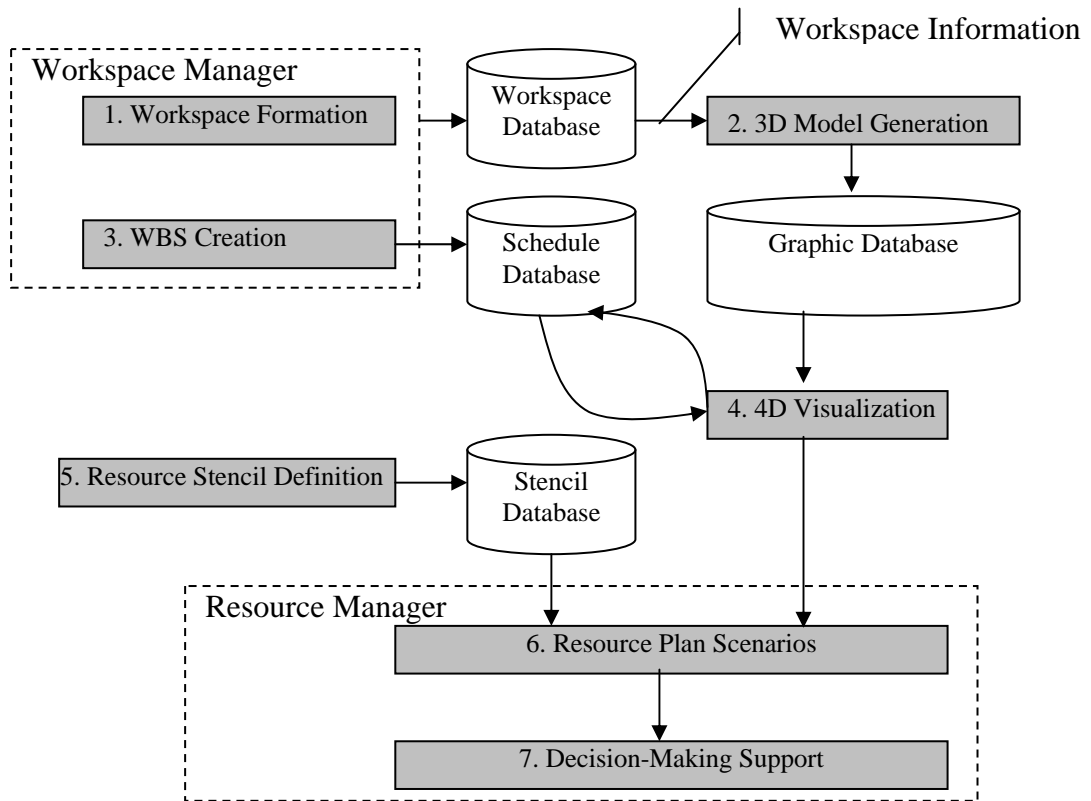 Workspace Information
Workspace Manager
1. Workspace Formation
Workspace
Database
2. 3D Model Generation
3. WBS Creation
Schedule
Database
Graphic Database
4. 4D Visualization
5. Resource Stencil Definition
Stencil
Database
Resource Manager
6. Resource Plan Scenarios
7. Decision-Making Support